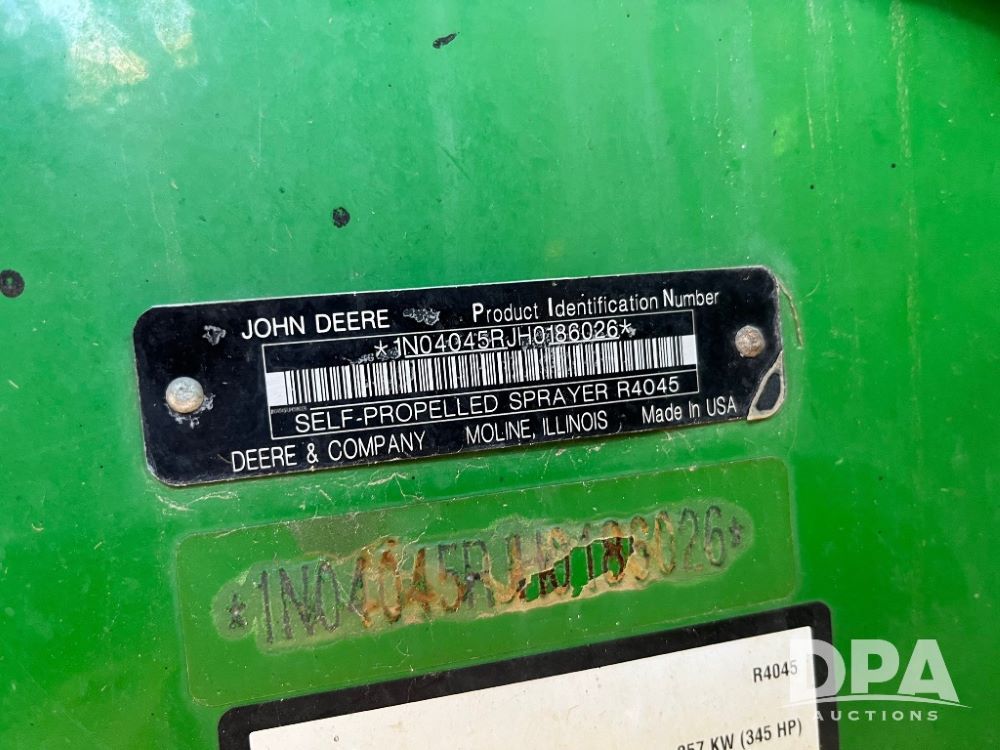 JOHN DEERE Product Identification Number
*1N04045RJH0186026*
SELF-PROPELLED SPRAYER R4045
DEERE & COMPANY MOLINE, ILLINOIS Made in USA
*1N04045RJH0186026*
R4045
257 KW (345 HP)
DPA
AUCTIONS